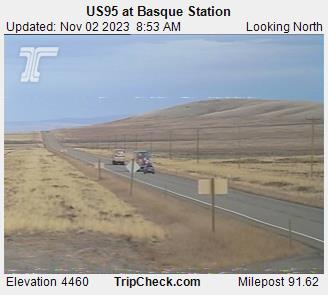 US95 at Basque Station
Updated: Nov 02 2023 8:53 AM Looking North
Elevation 4460 TripCheck.com Milepost 91.62